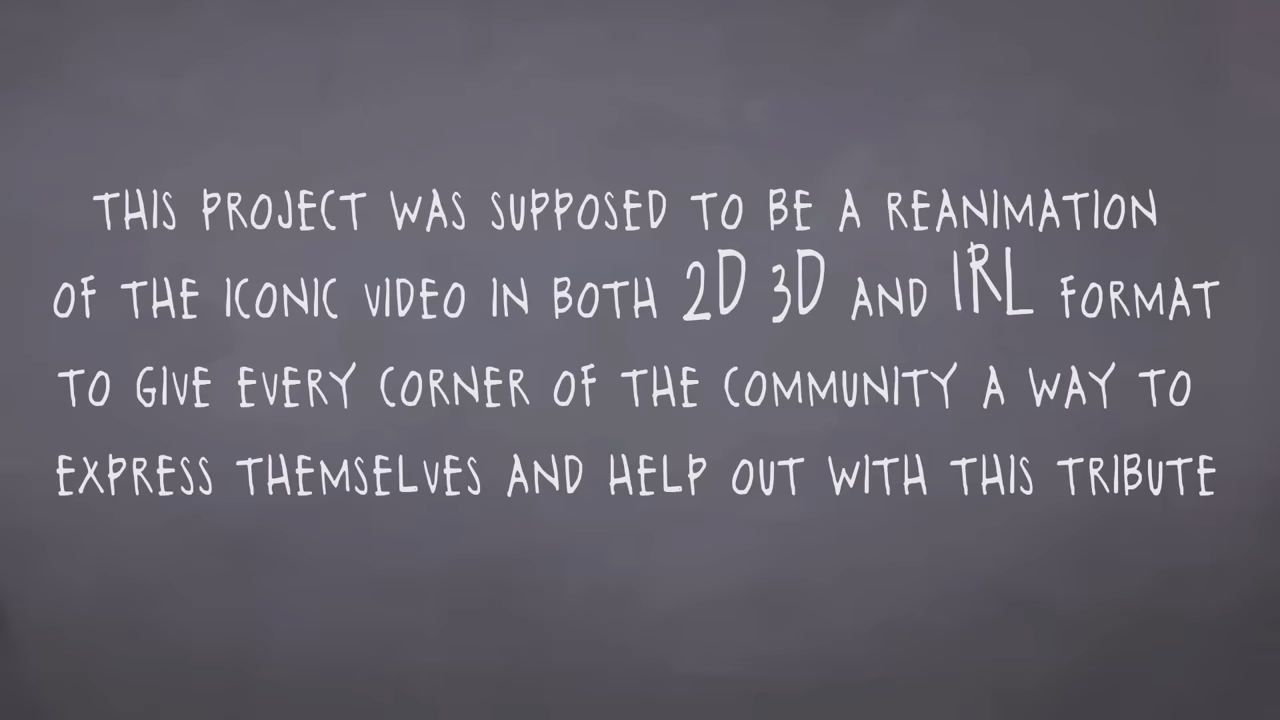 THIS PROJECT WAS SUPPOSED TO BE A REANIMATION
OF THE ICONIC VIDEO IN BOTH 2D 3D AND IRL FORMAT
TO GIVE EVERY CORNER OF THE COMMUNITY A WAY TO
EXPRESS THEMSELVES AND HELP OUT WITH THIS TRIBUTE